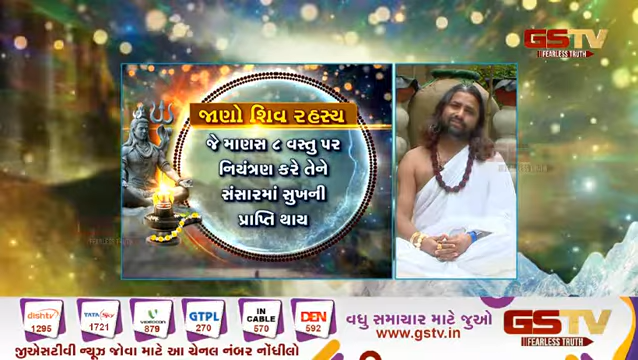 GSTV
FEARLESS TRUTH
જાણો શિવ રહસ્ય
જે માણસ ૮ વસ્તુ પર
નિયંત્રણ કરે તેને
સંસારમાં સુખની
પ્રાપ્તિ થાય
dishtv
1295
TATA Sky
1721
VIDEOCON
879
GTPL
270
IN
CABLE
570
DEN
592
જીએસટીવી ન્યૂઝ જોવા માટે આ ચેનલ નંબર નોંધીલો
વધુ સમાચાર માટે જુઓ
www.gstv.in
GSTV
FEARLESS TRUTH